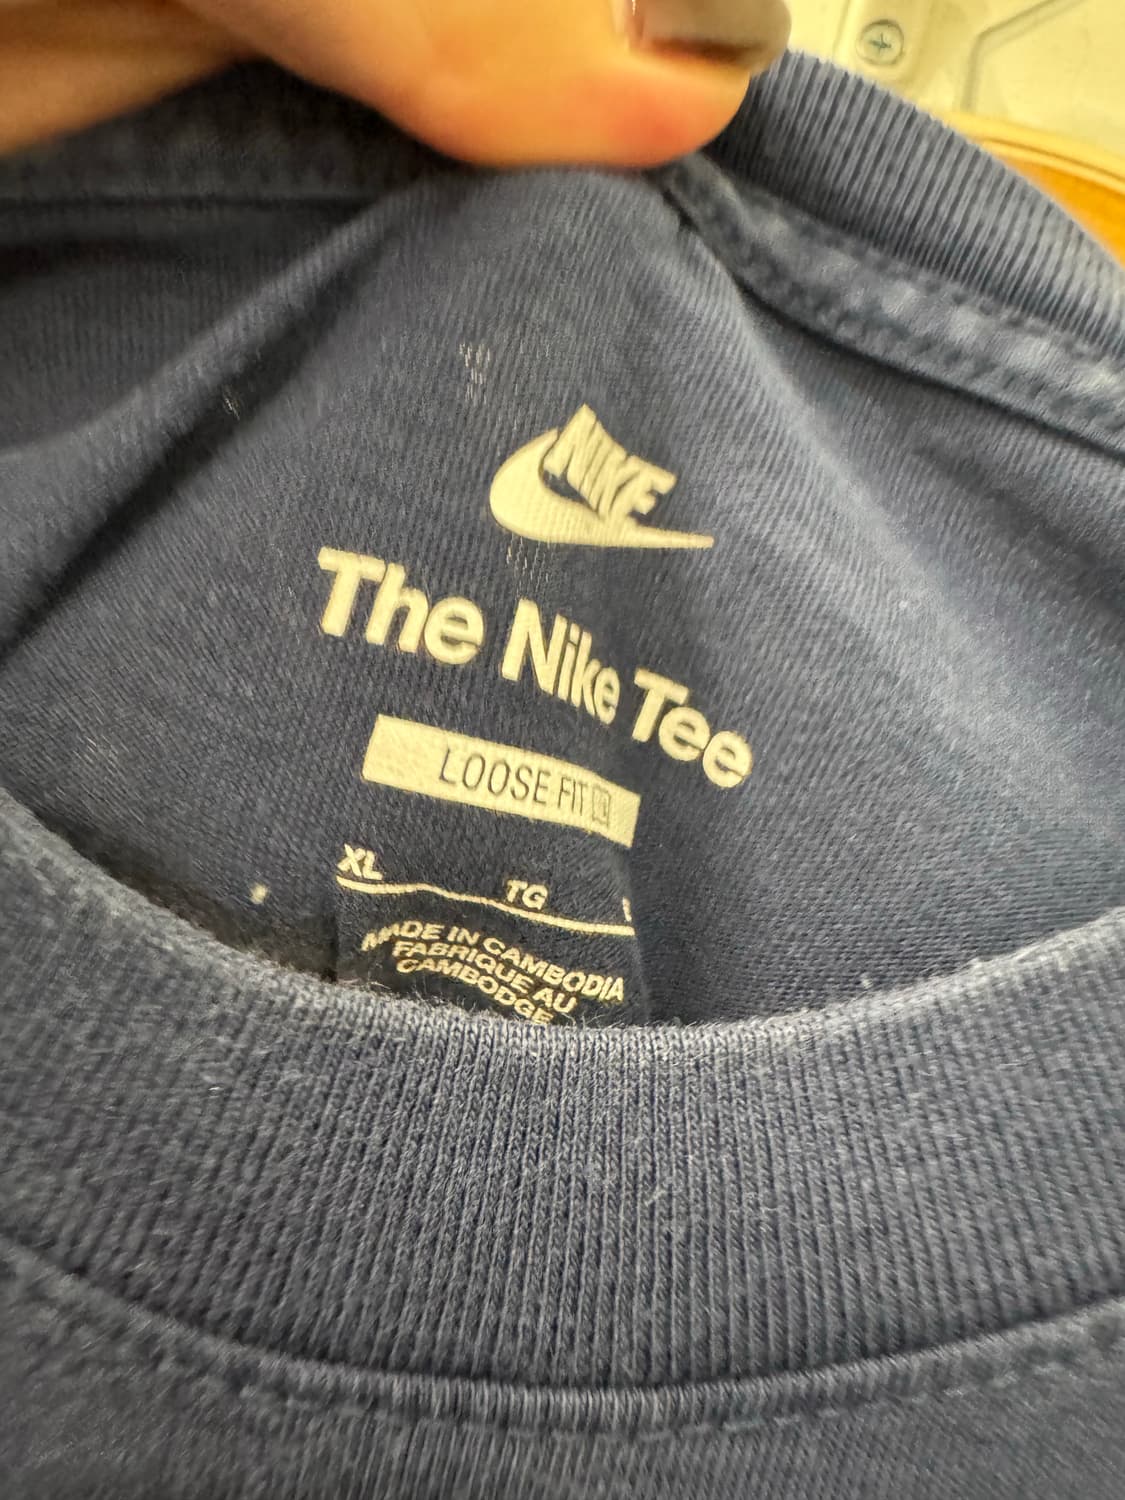 NIKE
The Nike Tee
LOOSE FIT
XL TG
MADE IN CAMBODIA
FABRIQUE AU
CAMBODGE